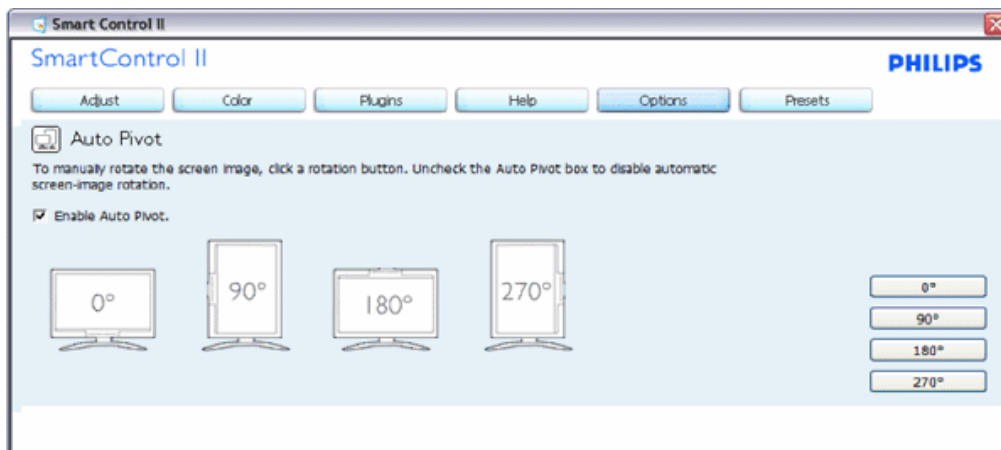 Smart Control II
SmartControl II
PHILIPS
Adjust
Color
Plugins
Help
Options
Presets
Auto Pivot
To manually rotate the screen image, click a rotation button. Uncheck the Auto Pivot box to disable automatic
screen-image rotation.
Enable Auto Pivot.
0°
90°
180°
270°
0°
90°
180°
270°